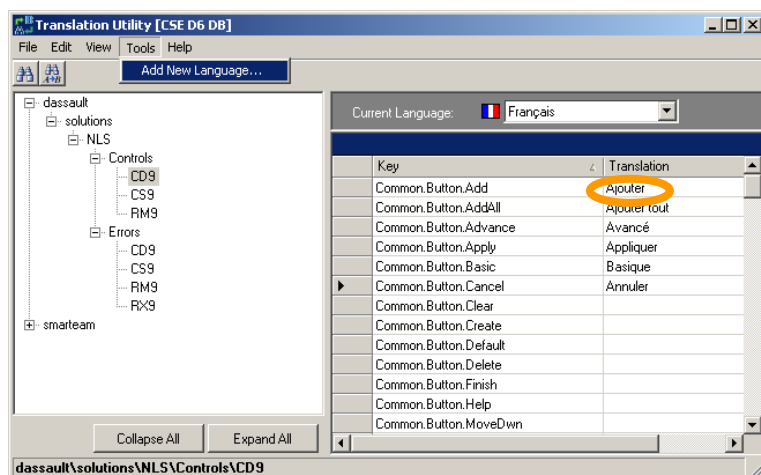 Translation Utility [CSE D6 DB]
File Edit View Tools Help
A+B Add New Language...
dassault
solutions
NLS
Controls
CD9
CS9
RM9
Errors
CD9
CS9
RM9
RX9
smarteam
Collapse All Expand All
Current Language: Français
Key Translation
Common.Button.Add Ajouter
Common.Button.AddAll Ajouter tout
Common.Button.Advance Avancé
Common.Button.Apply Appliquer
Common.Button.Basic Basique
Common.Button.Cancel Annuler
Common.Button.Clear
Common.Button.Create
Common.Button.Default
Common.Button.Delete
Common.Button.Finish
Common.Button.Help
Common.Button.MoveDwn
dassault\solutions\NLS\Controls\CD9